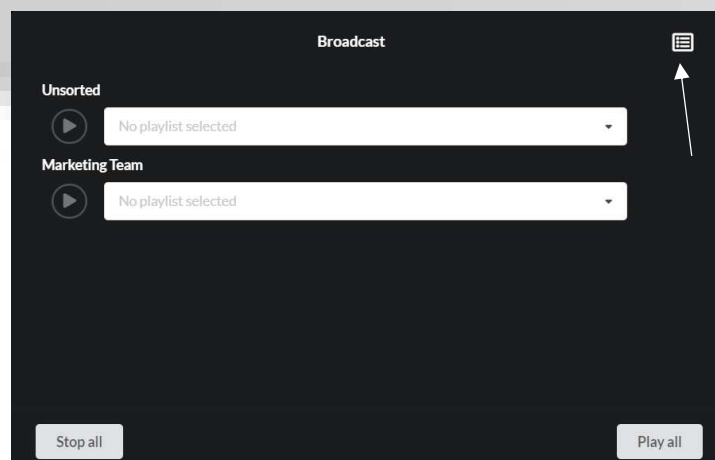 Broadcast
Unsorted
No playlist selected
Marketing Team
No playlist selected
Stop all
Play all